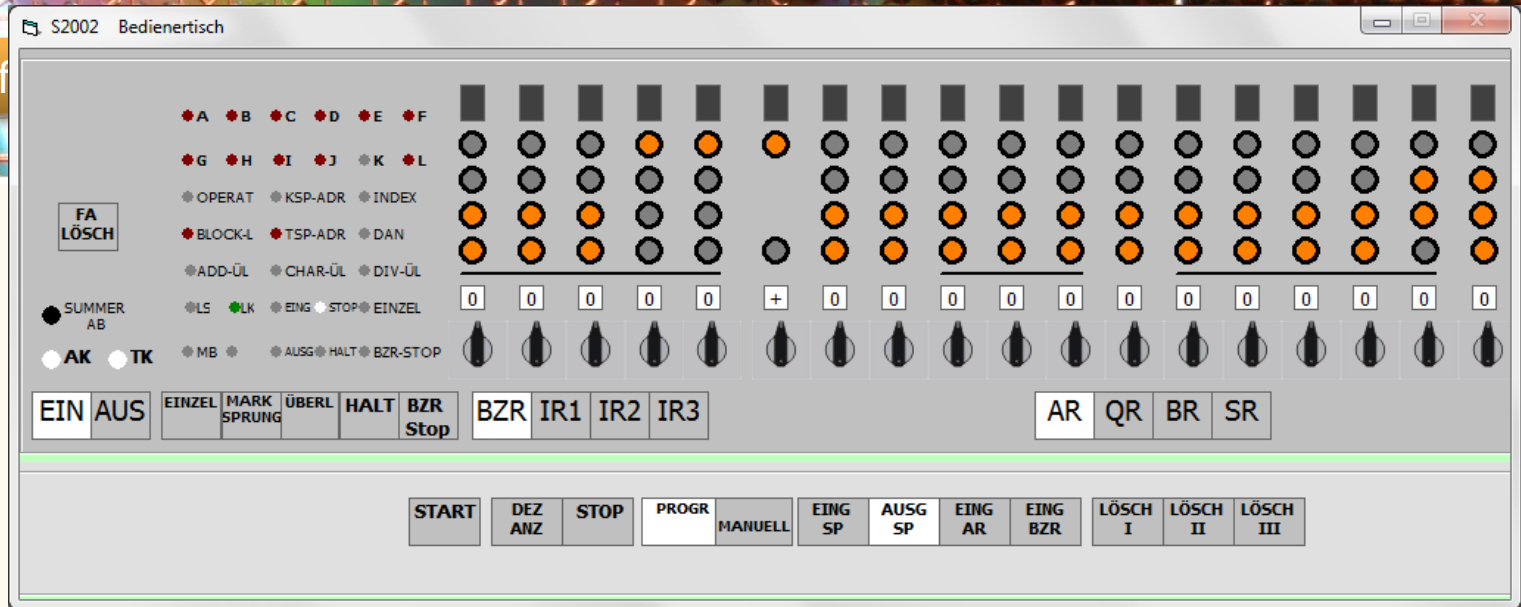 S2002 Bedienertisch
f
A B C D E F
G H I J K L
OPERAT KSP-ADR INDEX
FA LÖSCH
BLOCK-L TSP-ADR DAN
ADD-ÜL CHAR-ÜL DIV-ÜL
0 0 0 0 0 + 0 0 0 0 0 0 0 0 0 0 0 0
SUMMER AB
LS LK EING STOP EINZEL
AK TK
MB AUSG HALT BZR-STOP
EIN AUS
EINZEL MARK SPRUNG ÜBERL HALT BZR Stop
BZR IR1 IR2 IR3
AR QR BR SR
START DEZ ANZ STOP PROGR MANUELL EING SP AUSG SP EING AR EING BZR LÖSCH I LÖSCH II LÖSCH III